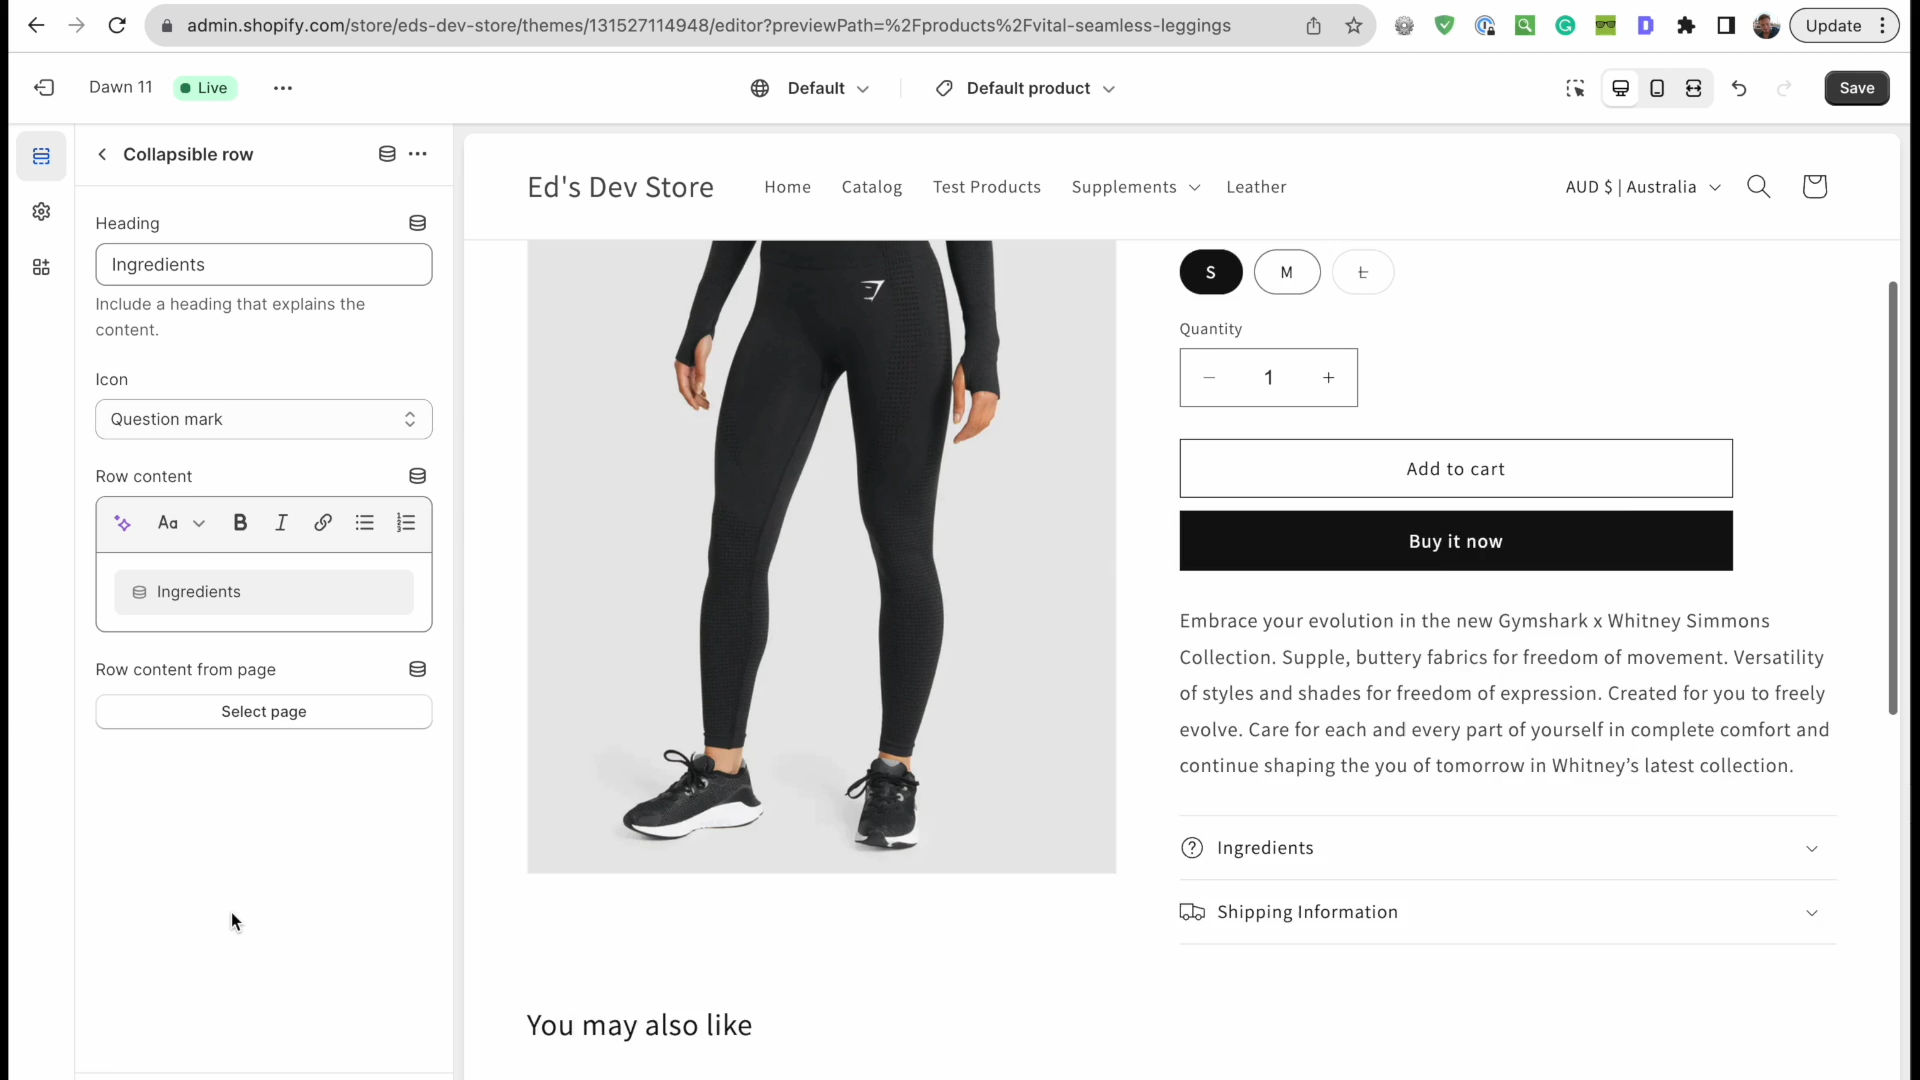 admin.shopify.com/store/eds-dev-store/themes/131527114948/editor?previewPath=%2Fproducts%2Fvital-seamless-leggings
Update
Dawn 11
Live
Default
Default product
Save
Collapsible row
Heading
Ingredients
Include a heading that explains the
content.
Icon
Question mark
Row content
Aa
B
I
Ingredients
Row content from page
Select page
Ed's Dev Store
Home
Catalog
Test Products
Supplements
Leather
AUD $ | Australia
S
M
L
Quantity
1
Add to cart
Buy it now
Embrace your evolution in the new Gymshark x Whitney Simmons
Collection. Supple, buttery fabrics for freedom of movement. Versatility
of styles and shades for freedom of expression. Created for you to freely
evolve. Care for each and every part of yourself in complete comfort and
continue shaping the you of tomorrow in Whitney’s latest collection.
Ingredients
Shipping Information
You may also like